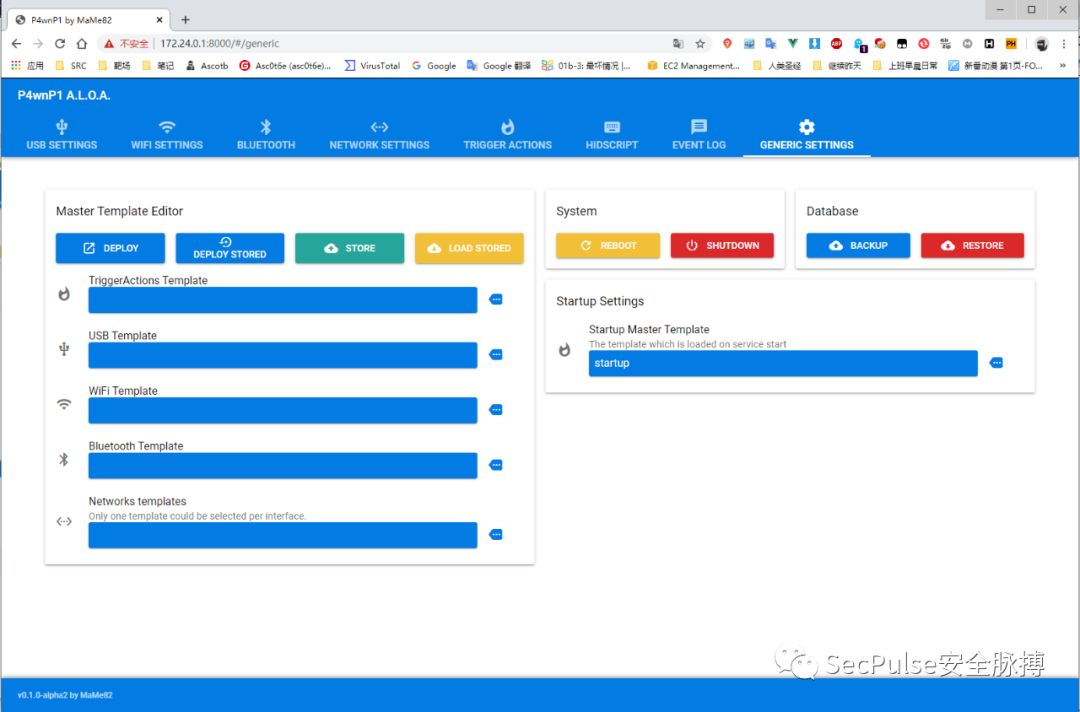 P4wnP1 by MaMe82
不安全 | 172.24.0.1:8000/#/generic
应用 SRC 靶场 笔记 Ascotb Asc0t6e (asc0t6e)... VirusTotal Google Google 翻译 01b-3: 最坏情况 |... EC2 Management... 人类圣经 继续昨天 上班早晨日常 新番动漫 第1页-FO... »
P4wnP1 A.L.O.A.
USB SETTINGS WIFI SETTINGS BLUETOOTH NETWORK SETTINGS TRIGGER ACTIONS HIDSCRIPT EVENT LOG GENERIC SETTINGS
Master Template Editor
DEPLOY DEPLOY STORED STORE LOAD STORED
TriggerActions Template
USB Template
WiFi Template
Bluetooth Template
Networks templates
Only one template could be selected per interface.
System
REBOOT SHUTDOWN
Database
BACKUP RESTORE
Startup Settings
Startup Master Template
The template which is loaded on service start
startup
SecPulse安全脉搏
v0.1.0-alpha2 by MaMe82